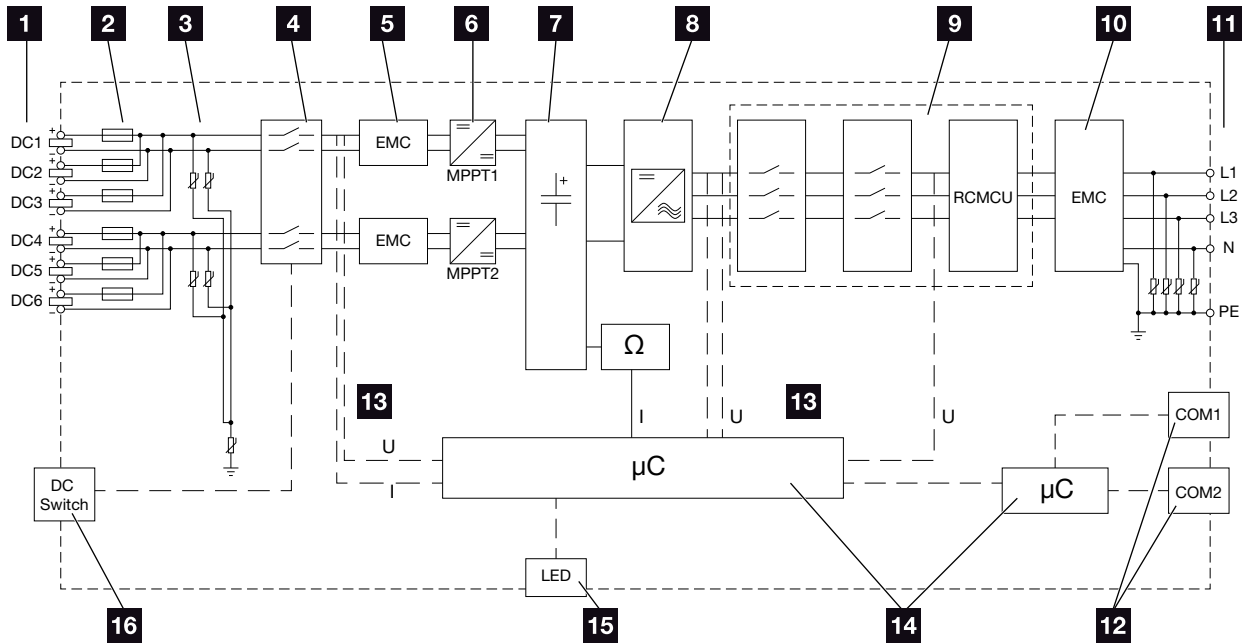 1 2 3 4 5 6 7 8 9 10 11
+
DC1
−
+
DC2
−
+
DC3
−
+
DC4
−
+
DC5
−
+
DC6
−
EMC
MPPT1
EMC
MPPT2
+
Ω
RCMCU
EMC
L1
L2
L3
N
PE
13
U
I
I
U
13
U
µC
µC
COM1
COM2
DC
Switch
LED
16 15 14 12